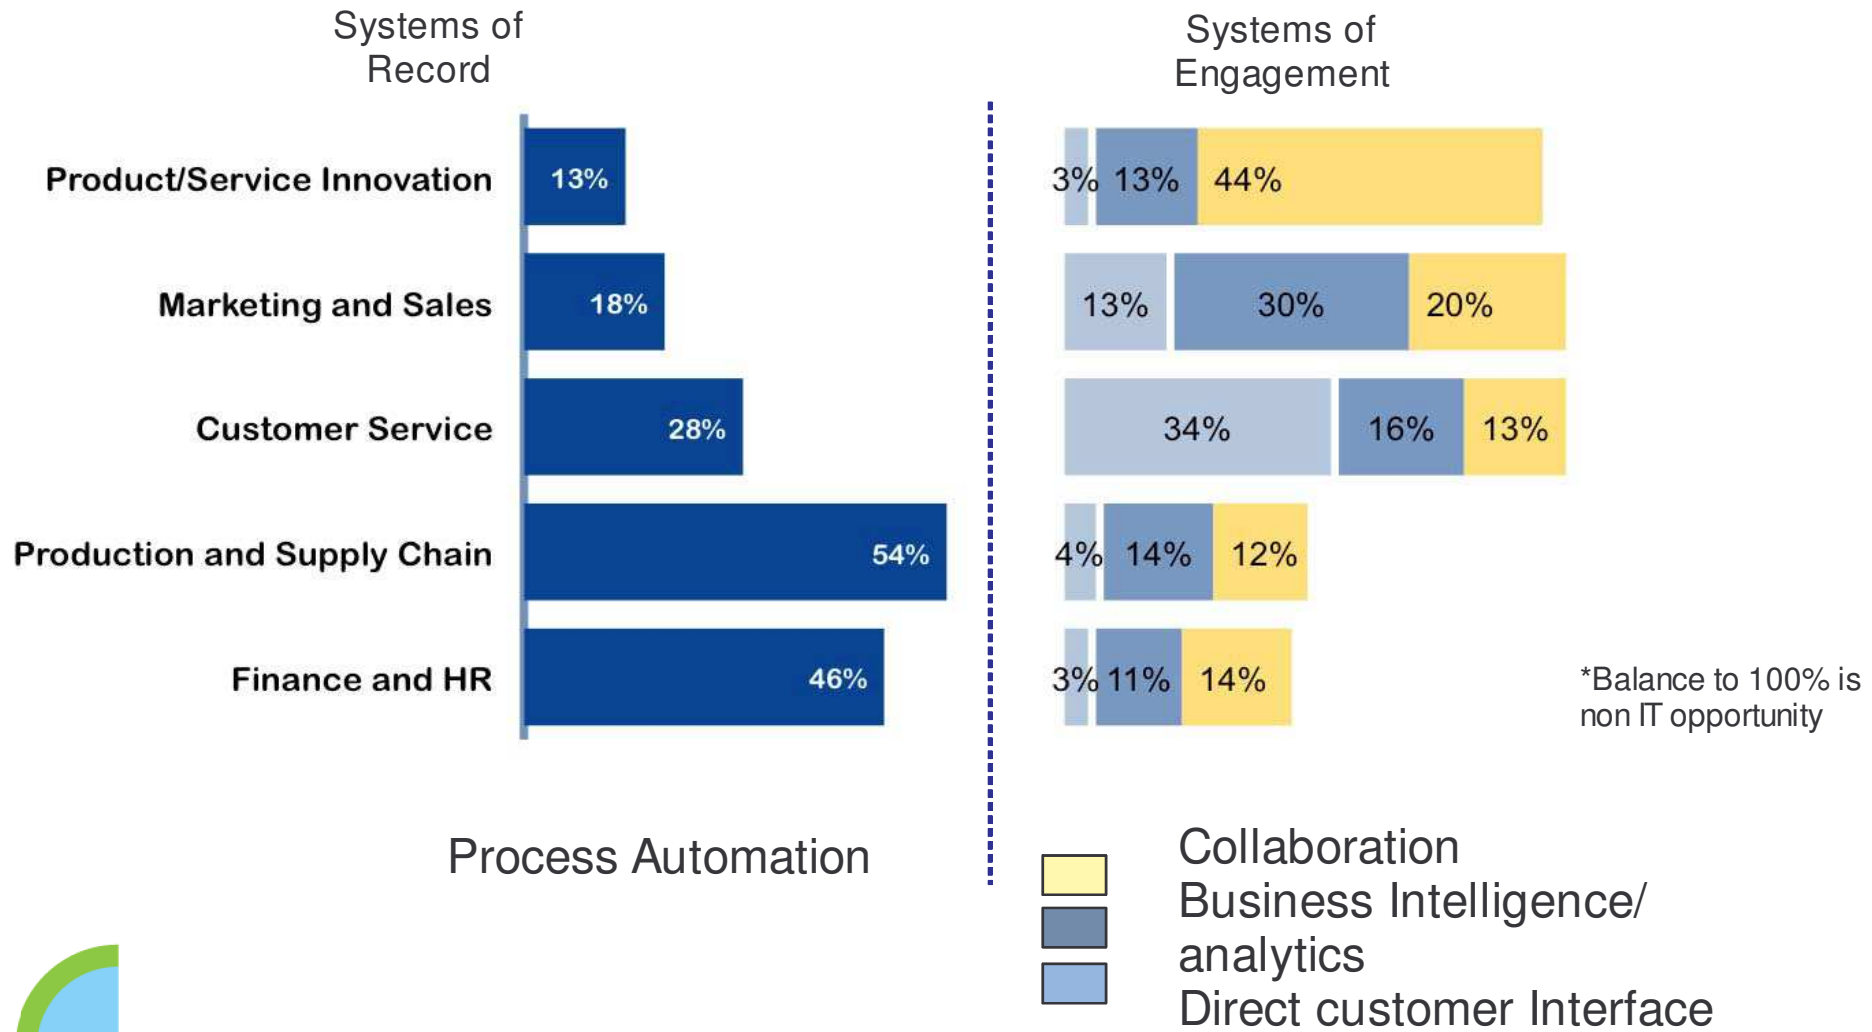 Systems of
Record
Systems of
Engagement
Product/Service Innovation
13%
3%
13%
44%
Marketing and Sales
18%
13%
30%
20%
Customer Service
28%
34%
16%
13%
Production and Supply Chain
54%
4%
14%
12%
Finance and HR
46%
3%
11%
14%
*Balance to 100% is
non IT opportunity
Process Automation
Collaboration
Business Intelligence/
analytics
Direct customer Interface